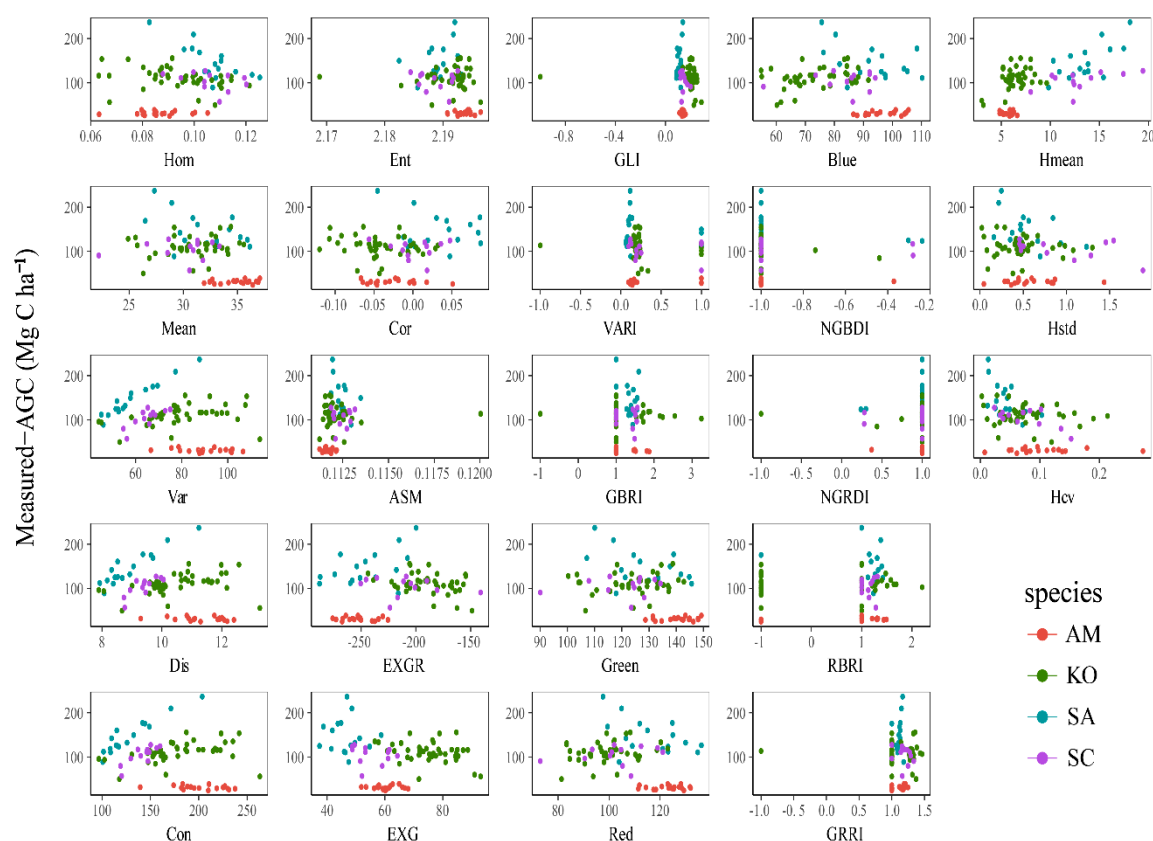 Measured−AGC (Mg C ha⁻¹)
200
100
0.06 0.08 0.10 0.12
Hom
2.17 2.18 2.19
Ent
-0.8 -0.4 0.0
GLI
60 70 80 90 100 110
Blue
5 10 15 20
Hmean
200
100
25 30 35
Mean
-0.10 -0.05 0.00 0.05
Cor
-1.0 -0.5 0.0 0.5 1.0
VARI
-1.0 -0.8 -0.6 -0.4 -0.2
NGBDI
0.0 0.5 1.0 1.5
Hstd
200
100
60 80 100
Var
0.1125 0.1150 0.1175 0.1200
ASM
-1 0 1 2 3
GBRI
-1.0 -0.5 0.0 0.5 1.0
NGRDI
0.0 0.1 0.2
Hcv
200
100
8 10 12
Dis
-250 -200 -150
EXGR
90 100 110 120 130 140 150
Green
-1 0 1 2
RBRI
200
100
100 150 200 250
Con
40 60 80
EXG
80 100 120
Red
-1.0 -0.5 0.0 0.5 1.0 1.5
GRRI
species
AM
KO
SA
SC